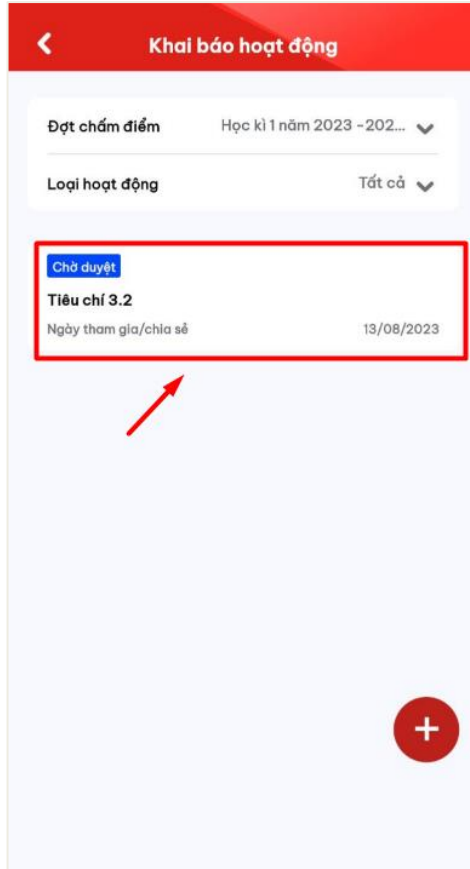 Khai báo hoạt động
Đợt chấm điểm Học kì 1 năm 2023 -202...
Loại hoạt động Tất cả
Chờ duyệt
Tiêu chí 3.2
Ngày tham gia/chia sẻ 13/08/2023